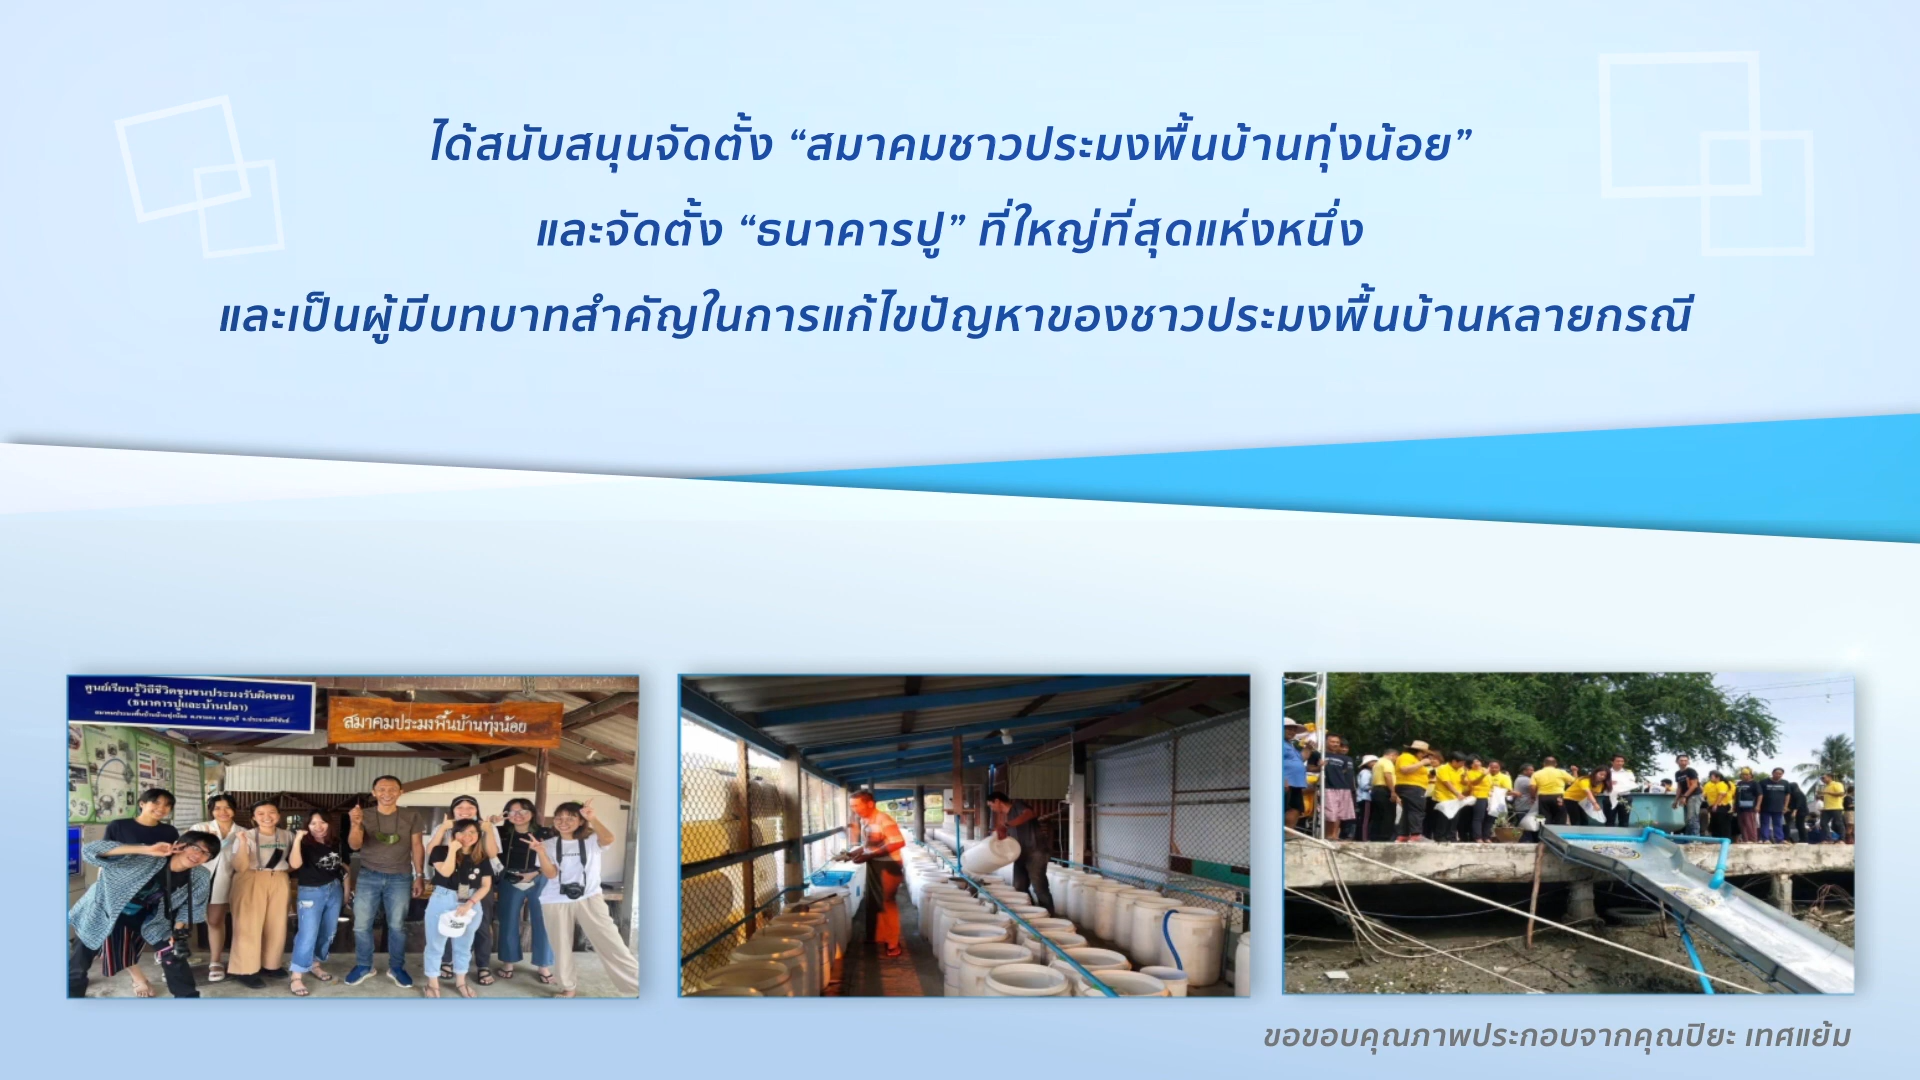 ได้สนับสนุนจัดตั้ง “สมาคมชาวประมงพื้นบ้านทุ่งน้อย”
และจัดตั้ง “ธนาคารปู” ที่ใหญ่ที่สุดแห่งหนึ่ง
และเป็นผู้มีบทบาทสำคัญในการแก้ไขปัญหาของชาวประมงพื้นบ้านหลายกรณี
ศูนย์เรียนรู้วิถีชีวิตชุมชนประมงรับผิดชอบ
(ธนาคารปูและบ้านปลา)
สมาคมประมงพื้นบ้านทุ่งน้อย
ขอขอบคุณภาพประกอบจากคุณปิยะ เทศแย้ม